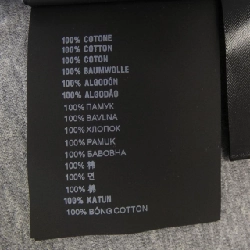 100% COTONE
100% COTTON
100% COTON
100% BAUMWOLLE
100% ALGODÓN
100% ALGODÃO
100% ПАМУК
100% BAVLNA
100% ХЛОПОК
100% PAMUK
100% БАВОВНА
100% 棉
100% 면
100% 綿
100% KATUN
100% BÔNG COTTON